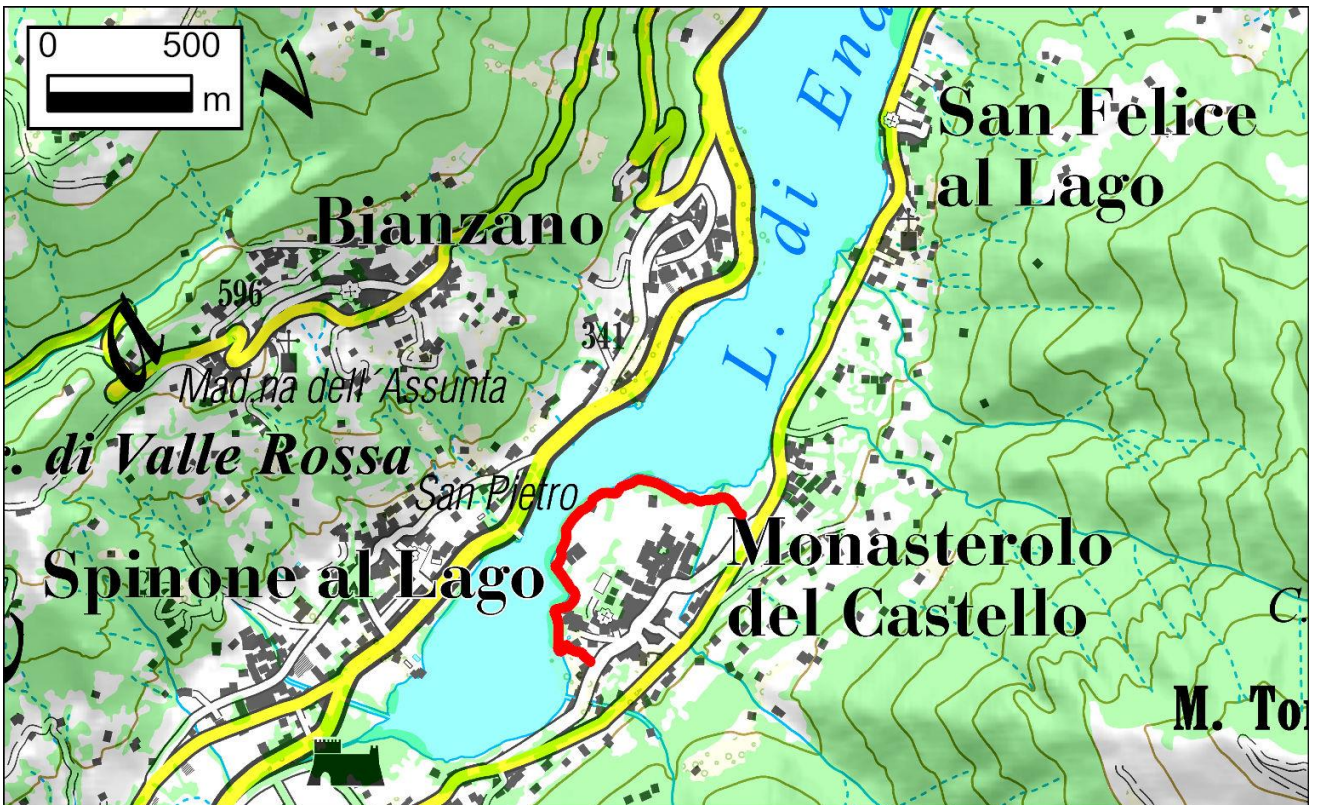 0 500
m
v
San Felice
al Lago
L. di End
Bianzano
596
a
341
Mad.na dell´Assunta
. di Valle Rossa
San Pietro
Spinone al Lago
Monasterolo
del Castello
C.
M. Tor